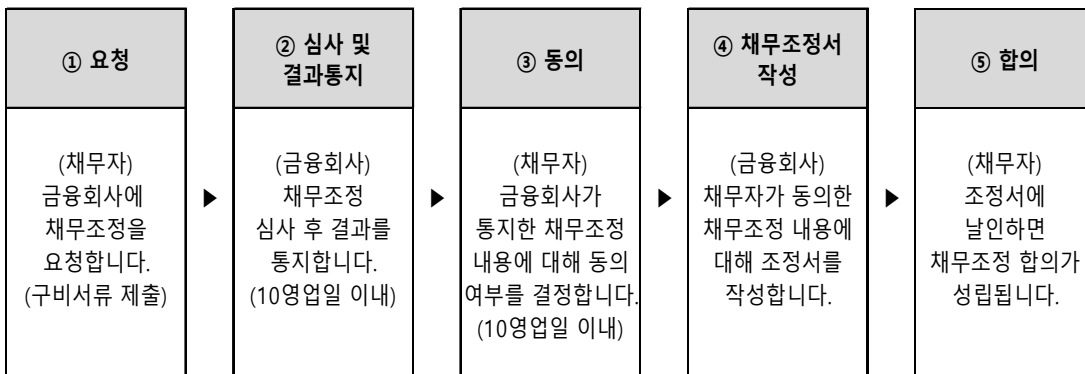 ① 요청
(채무자)
금융회사에
채무조정을
요청합니다.
(구비서류 제출)
▶
② 심사 및
결과통지
(금융회사)
채무조정
심사 후 결과를
통지합니다.
(10영업일 이내)
▶
③ 동의
(채무자)
금융회사가
통지한 채무조정
내용에 대해 동의
여부를 결정합니다.
(10영업일 이내)
▶
④ 채무조정서
작성
(금융회사)
채무자가 동의한
채무조정 내용에
대해 조정서를
작성합니다.
▶
⑤ 합의
(채무자)
조정서에
날인하면
채무조정 합의가
성립됩니다.